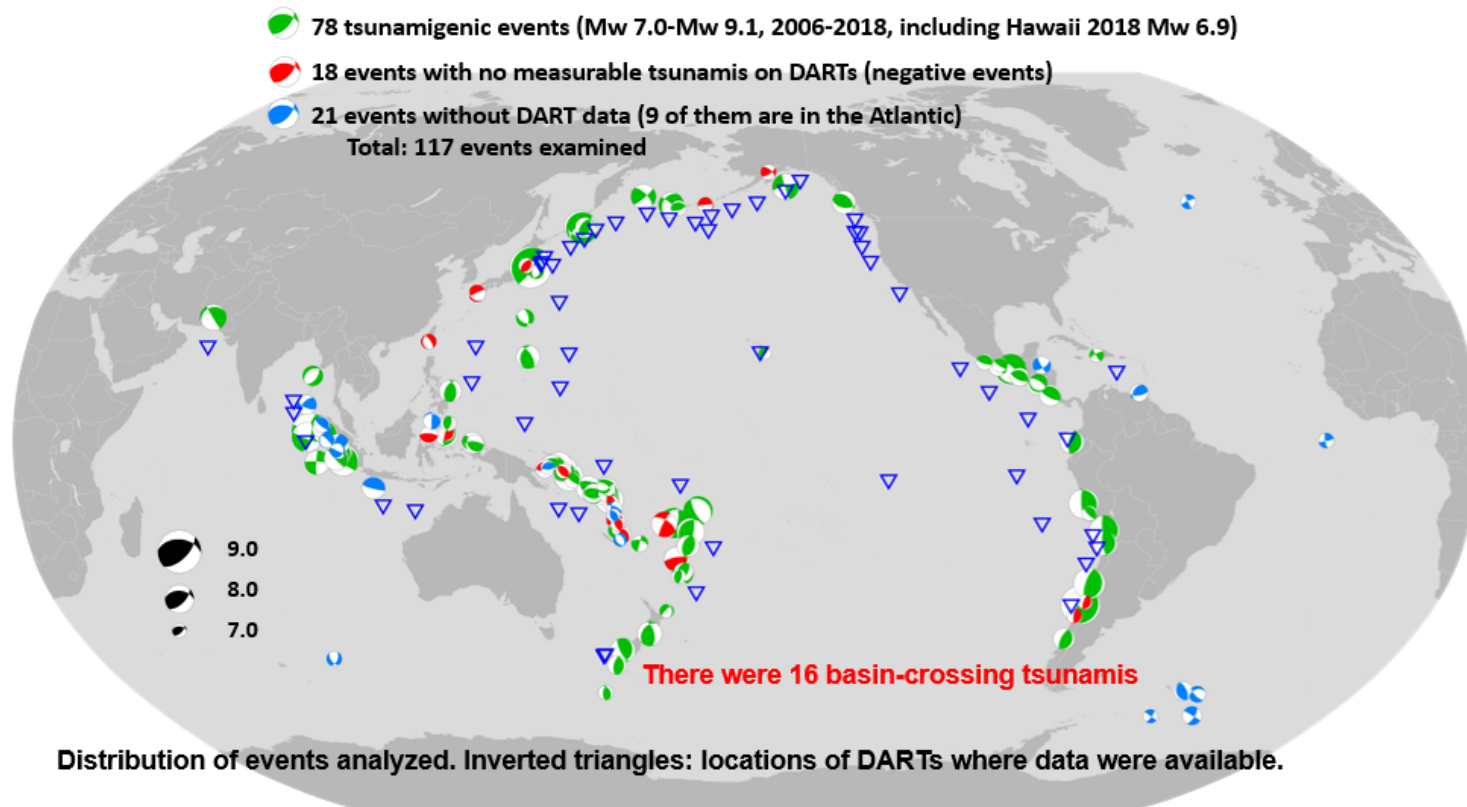 78 tsunamigenic events (Mw 7.0-Mw 9.1, 2006-2018, including Hawaii 2018 Mw 6.9)
18 events with no measurable tsunamis on DARTs (negative events)
21 events without DART data (9 of them are in the Atlantic)
Total: 117 events examined
9.0
8.0
7.0
There were 16 basin-crossing tsunamis
Distribution of events analyzed. Inverted triangles: locations of DARTs where data were available.